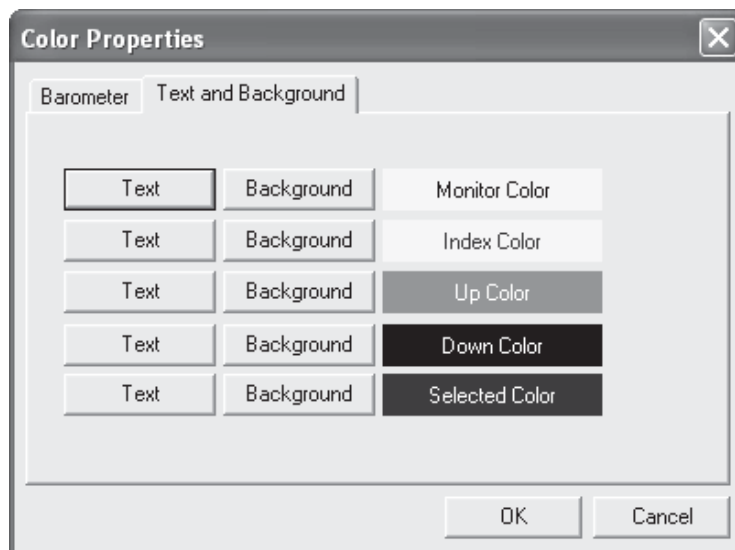 Color Properties
Barometer Text and Background
Text Background Monitor Color
Text Background Index Color
Text Background Up Color
Text Background Down Color
Text Background Selected Color
OK Cancel